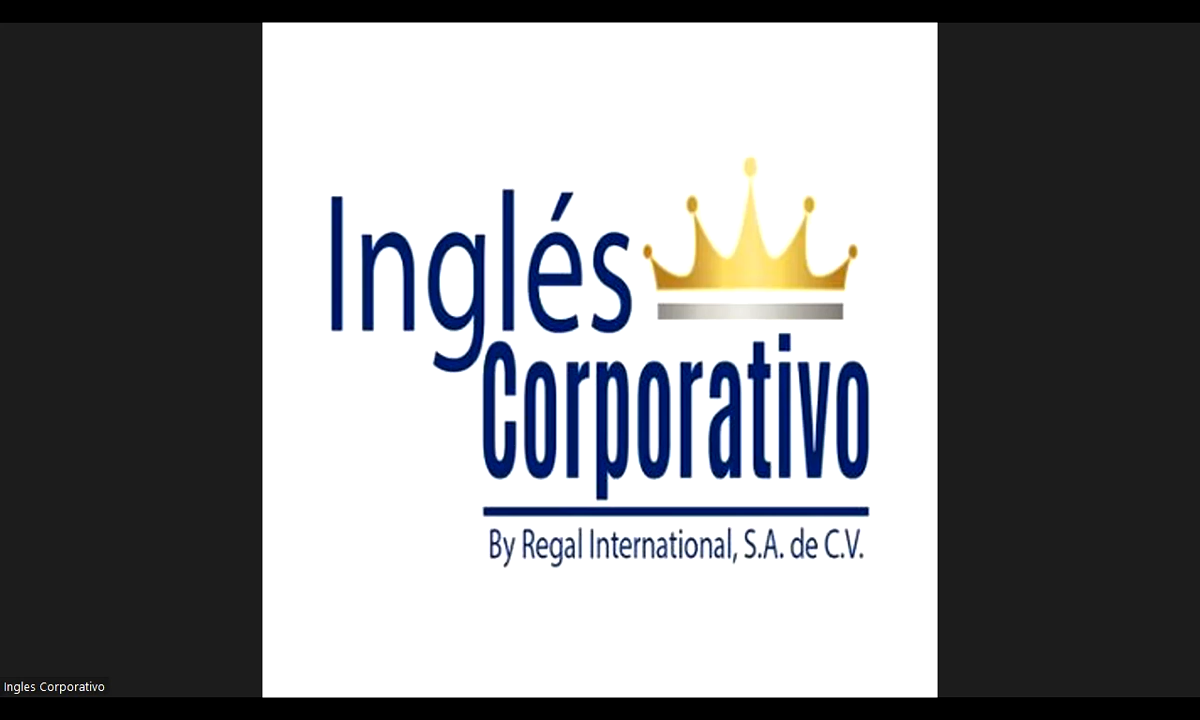 Inglés
Corporativo
By Regal International, S.A. de C.V.
Ingles Corporativo